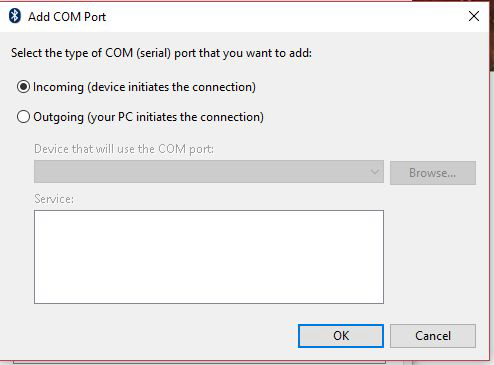 Add COM Port
Select the type of COM (serial) port that you want to add:
Incoming (device initiates the connection)
Outgoing (your PC initiates the connection)
Device that will use the COM port:
Browse...
Service:
OK
Cancel